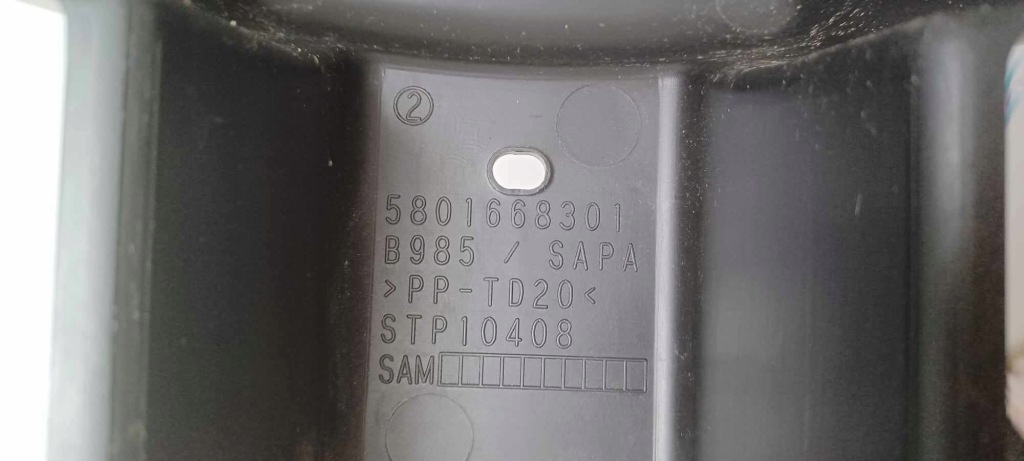 ②
5801668301
B985 / SAPA
>PP-TD20<
STP10408
SAM